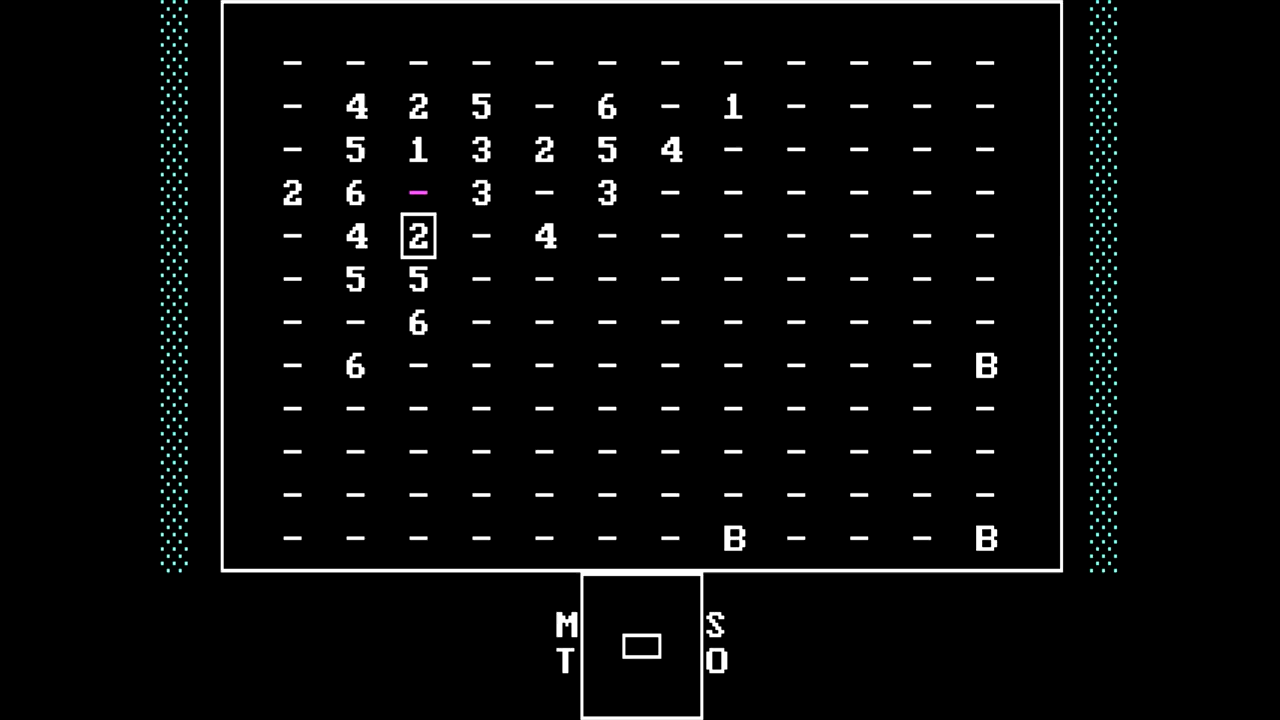 - - - - - - - - - - - -
- 4 2 5 - 6 - 1 - - - -
- 5 1 3 2 5 4 - - - - -
2 6 - 3 - 3 - - - - - -
- 4 2 - 4 - - - - - - -
- 5 5 - - - - - - - - -
- - 6 - - - - - - - - -
- 6 - - - - - - - - - B
- - - - - - - - - - - -
- - - - - - - - - - - -
- - - - - - - - - - - -
- - - - - - - B - - - B
M S
T O